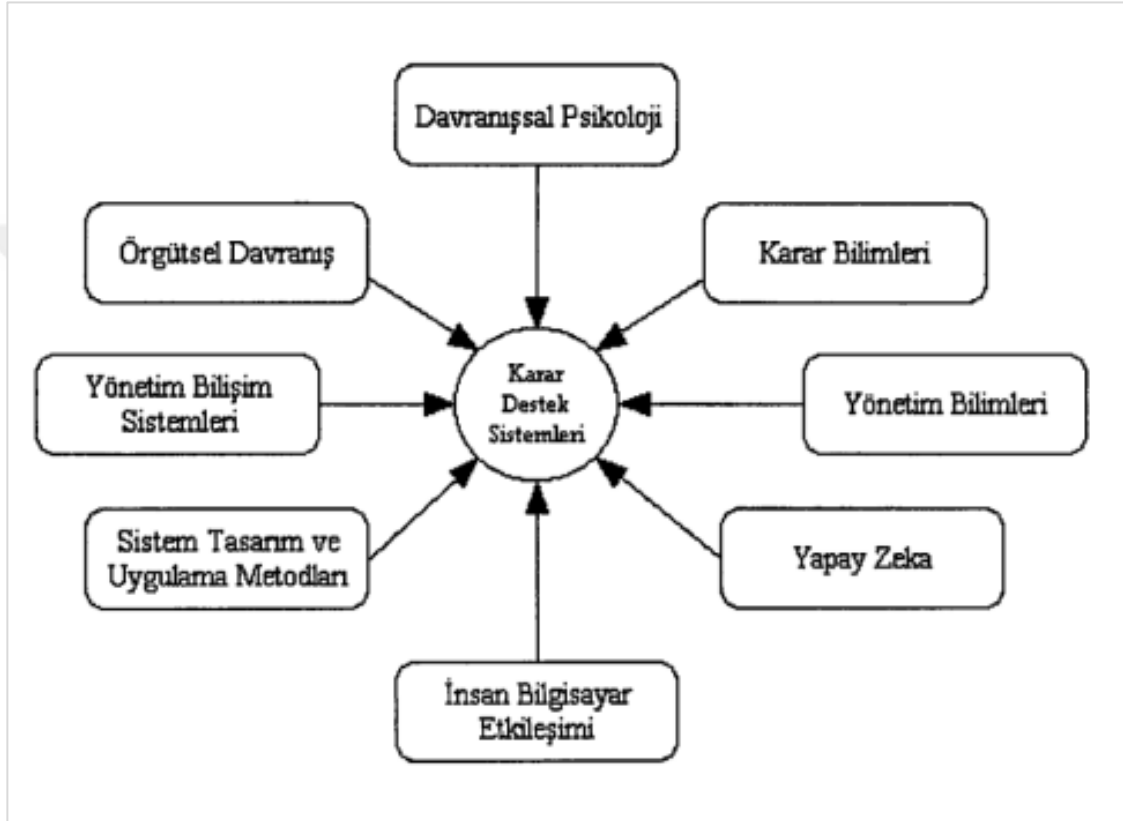 Davranışsal Psikoloji
Örgütsel Davranış
Karar Bilimleri
Yönetim Bilişim
Sistemleri
Karar
Destek
Sistemleri
Yönetim Bilimleri
Sistem Tasarım ve
Uygulama Metodları
Yapay Zeka
İnsan Bilgisayar
Etkileşimi